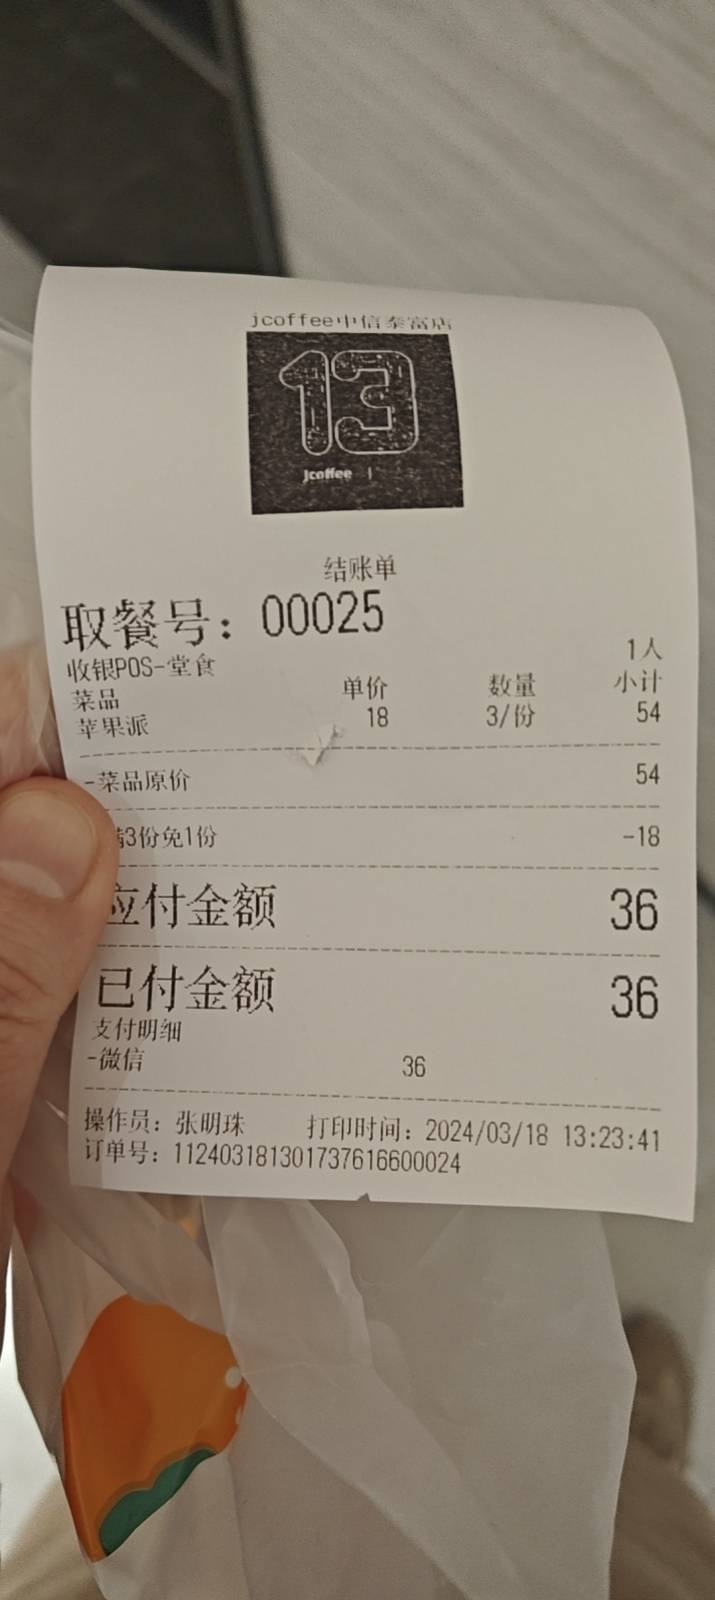 jcoffee中信泰富店
13
Jcoffee |
结账单
取餐号：00025
1人
收银POS-堂食
菜品 单价 数量 小计
苹果派 18 3/份 54
-菜品原价 54
3份免1份 -18
应付金额 36
已付金额 36
支付明细
-微信 36
操作员：张明珠 打印时间：2024/03/18 13:23:41
订单号：112403181301737616600024